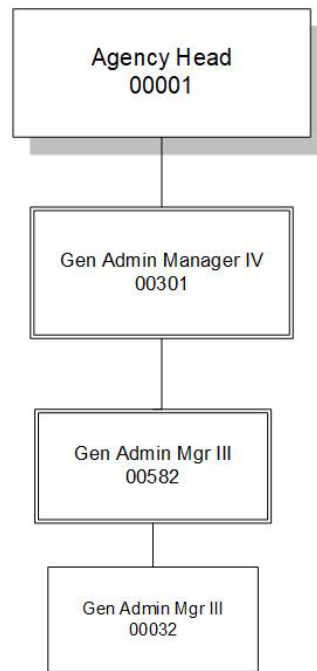 Agency Head
00001
Gen Admin Manager IV
00301
Gen Admin Mgr III
00582
Gen Admin Mgr III
00032